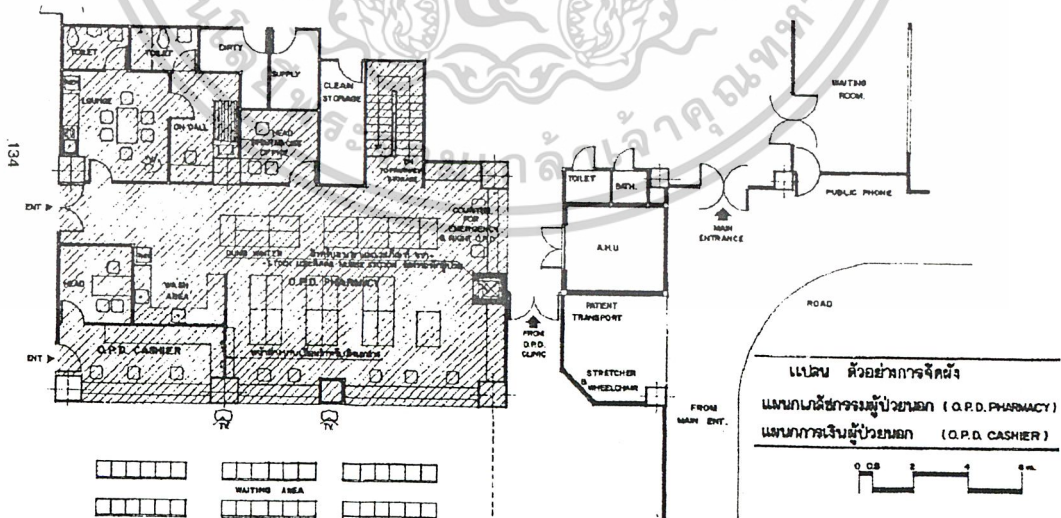 134
TOILET
TOILET
DIRTY
SUPPLY
CLEAN
STORAGE
LOUNGE
ON CALL
HEAD
OFFICE
TV
DN
COUNTER
FOR
EMERGENCY
& RIGHT O.P.D.
DUMB WAITER
O.P.D. PHARMACY
ENT
HEAD
WASH
AREA
ENT
O.P.D. CASHIER
TV
TV
WAITING AREA
TOILET
BATH.
A.H.U
PATIENT
TRANSPORT
STRETCHER
& WHEELCHAIR
FROM
O.P.D.
CLINIC
FROM
MAIN ENT.
MAIN
ENTRANCE
WAITING
ROOM.
PUBLIC PHONE
ROAD
แปลน ตัวอย่างการจัดผัง
แผนกเภสัชกรรมผู้ป่วยนอก (O.P.D. PHARMACY)
แผนกการเงินผู้ป่วยนอก (O.P.D. CASHIER)
0 0.5 2 4 6 m.